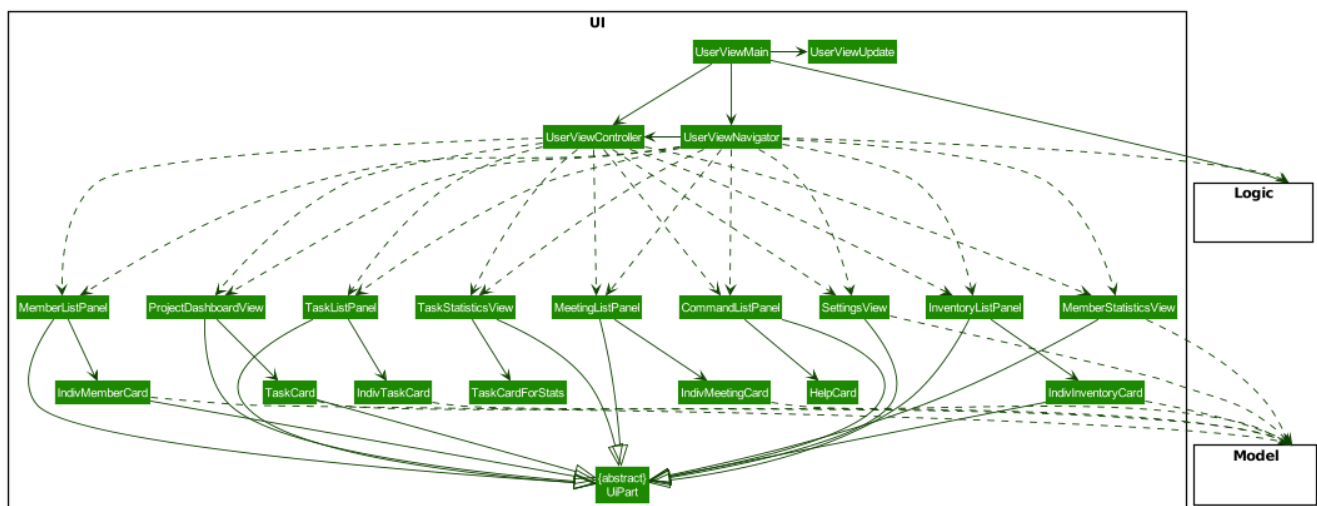 UI
UserViewMain
UserViewUpdate
UserViewController
UserViewNavigator
Logic
MemberListPanel
ProjectDashboardView
TaskListPanel
TaskStatisticsView
MeetingListPanel
CommandListPanel
SettingsView
InventoryListPanel
MemberStatisticsView
IndivMemberCard
TaskCard
IndivTaskCard
TaskCardForStats
IndivMeetingCard
HelpCard
IndivInventoryCard
Model
{abstract}
UiPart